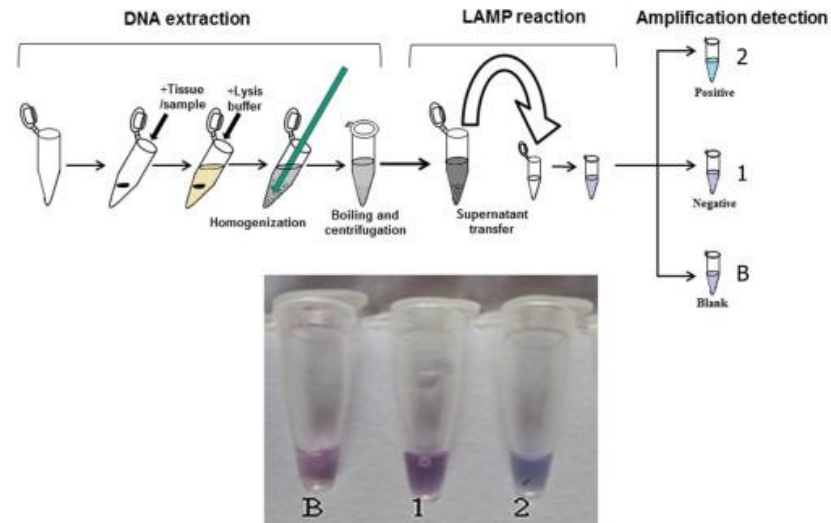 DNA extraction
LAMP reaction
Amplification detection
+Tissue
/sample
+Lysis
buffer
Homogenization
Boiling and
centrifugation
Supernatant
transfer
2
Positive
1
Negative
B
Blank
B 1 2